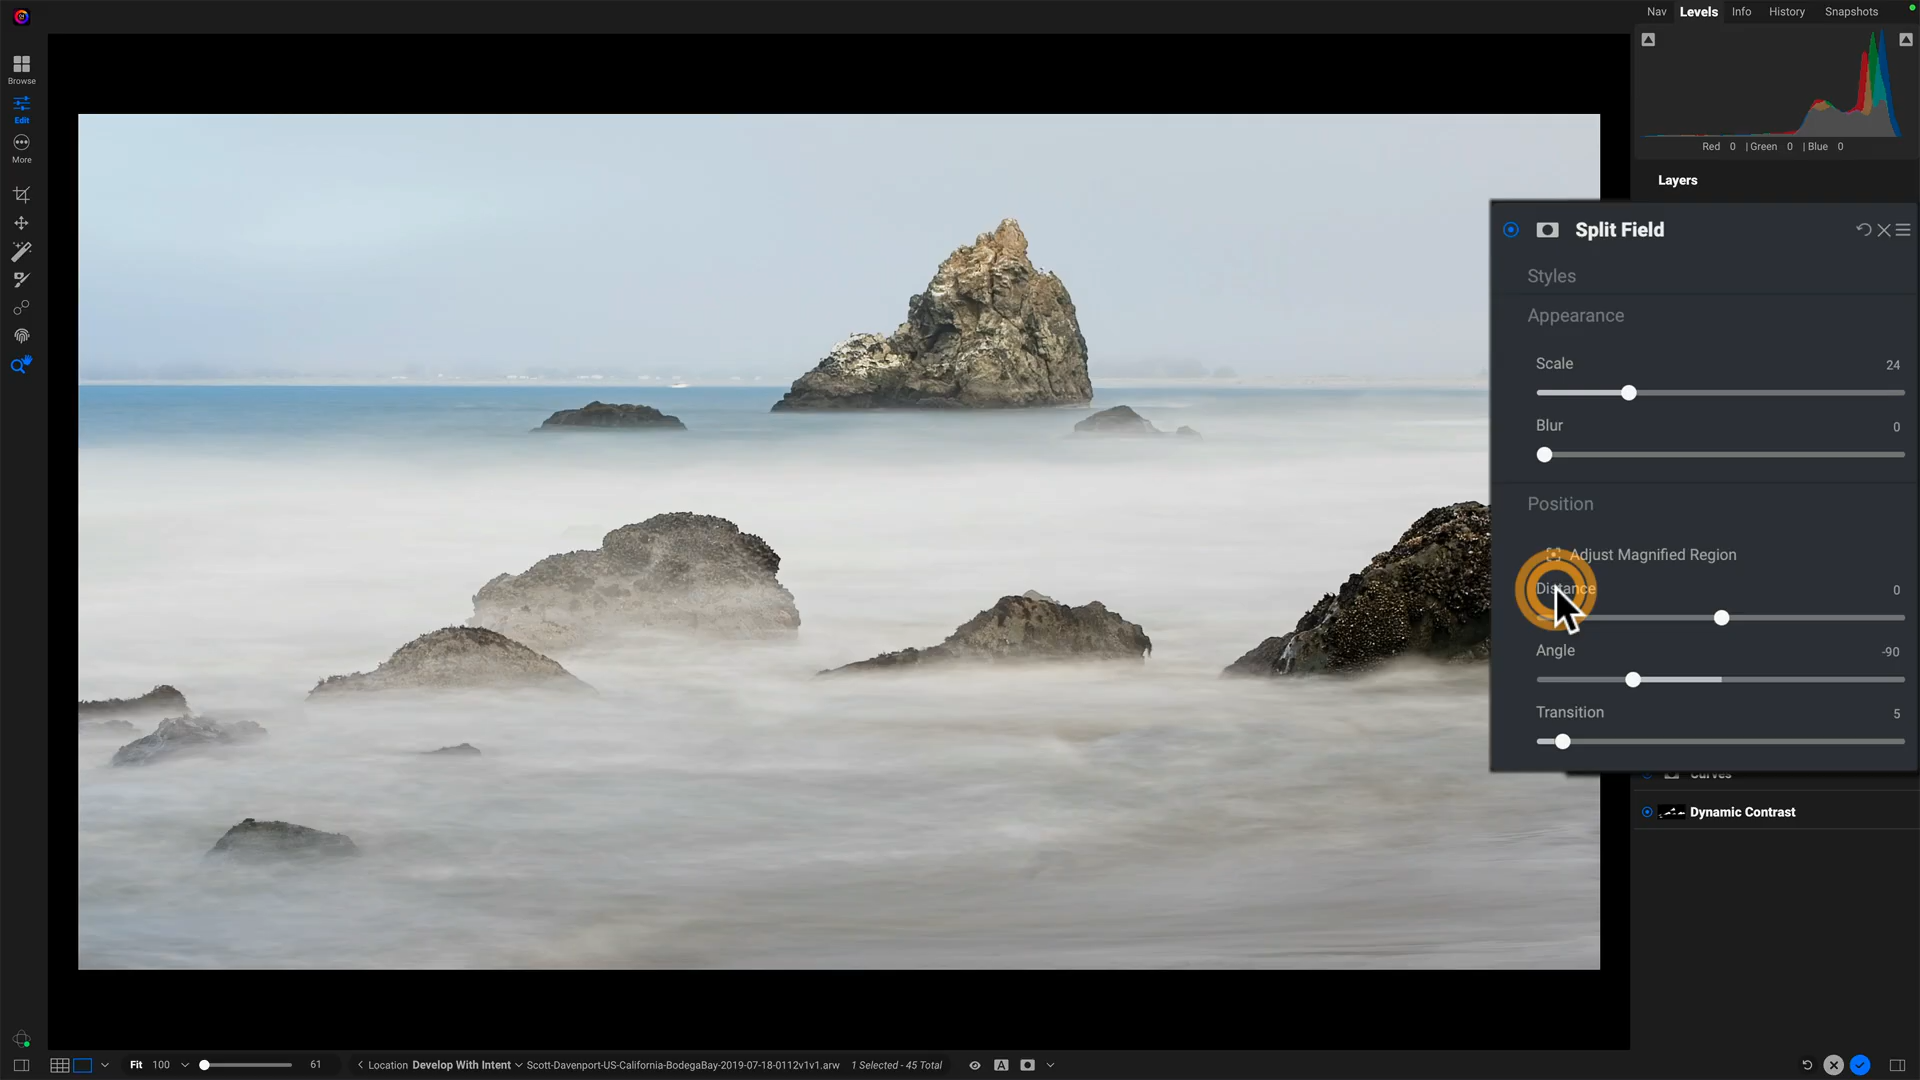 Nav Levels Info History Snapshots
Browse
Edit
More
Red 0 | Green 0 | Blue 0
Layers
Split Field
Styles
Appearance
Scale 24
Blur 0
Position
Adjust Magnified Region
Distance 0
Angle -90
Transition 5
Curves
Dynamic Contrast
Fit 100 61 Location Develop With Intent Scott-Davenport-US-California-BodegaBay-2019-07-18-0112v1v1.arw 1 Selected - 45 Total A